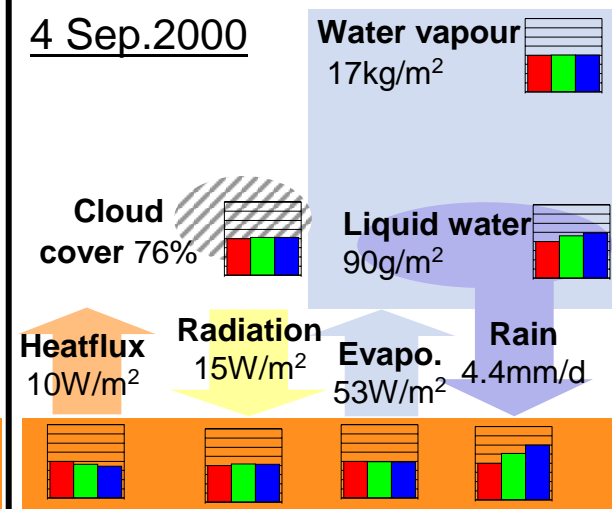 4 Sep.2000
Water vapour
17kg/m²
Cloud
cover 76%
Liquid water
90g/m²
Heatflux
10W/m²
Radiation
15W/m²
Evapo.
53W/m²
Rain
4.4mm/d